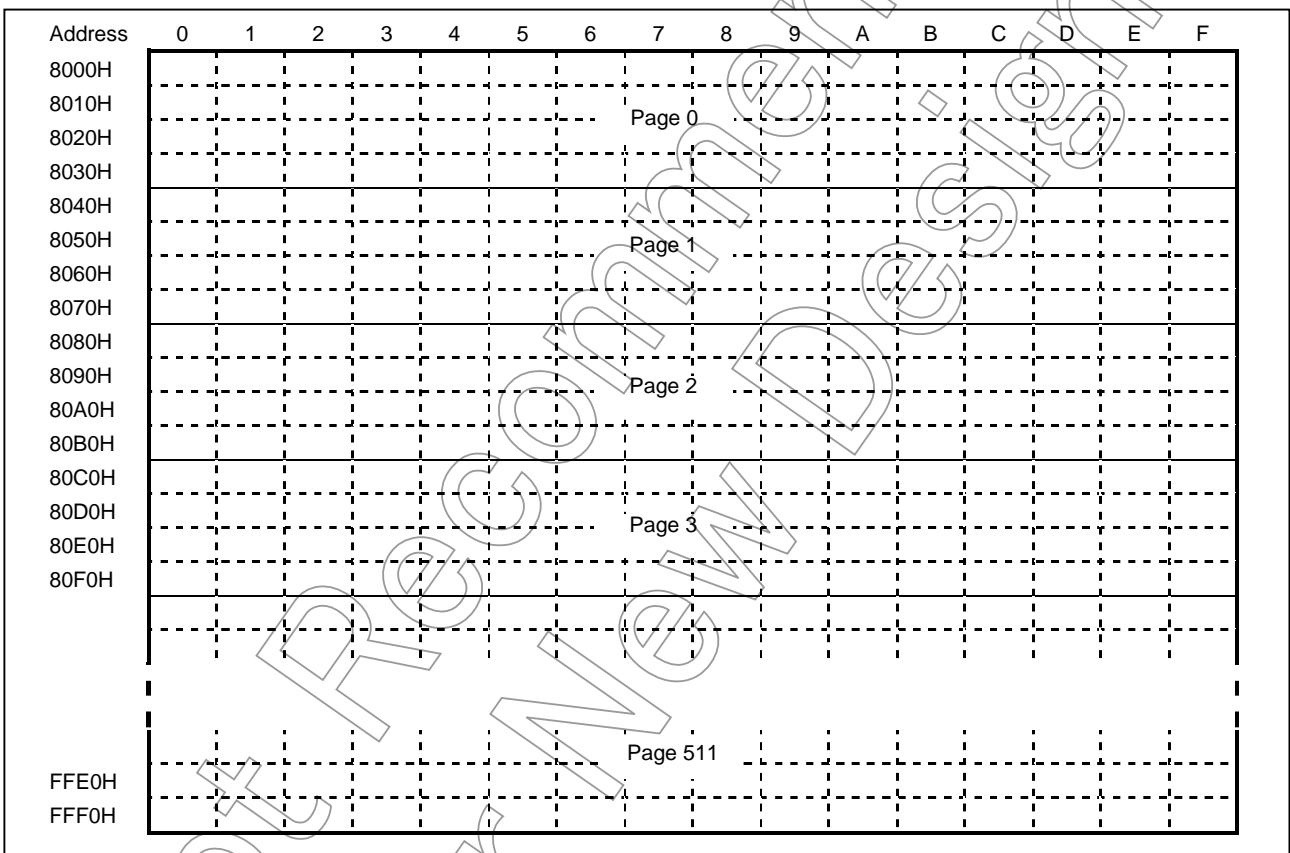 Address 0 1 2 3 4 5 6 7 8 9 A B C D E F
8000H
8010H
Page 0
8020H
8030H
8040H
8050H
Page 1
8060H
8070H
8080H
8090H
Page 2
80A0H
80B0H
80C0H
80D0H
Page 3
80E0H
80F0H
Page 511
FFE0H
FFF0H